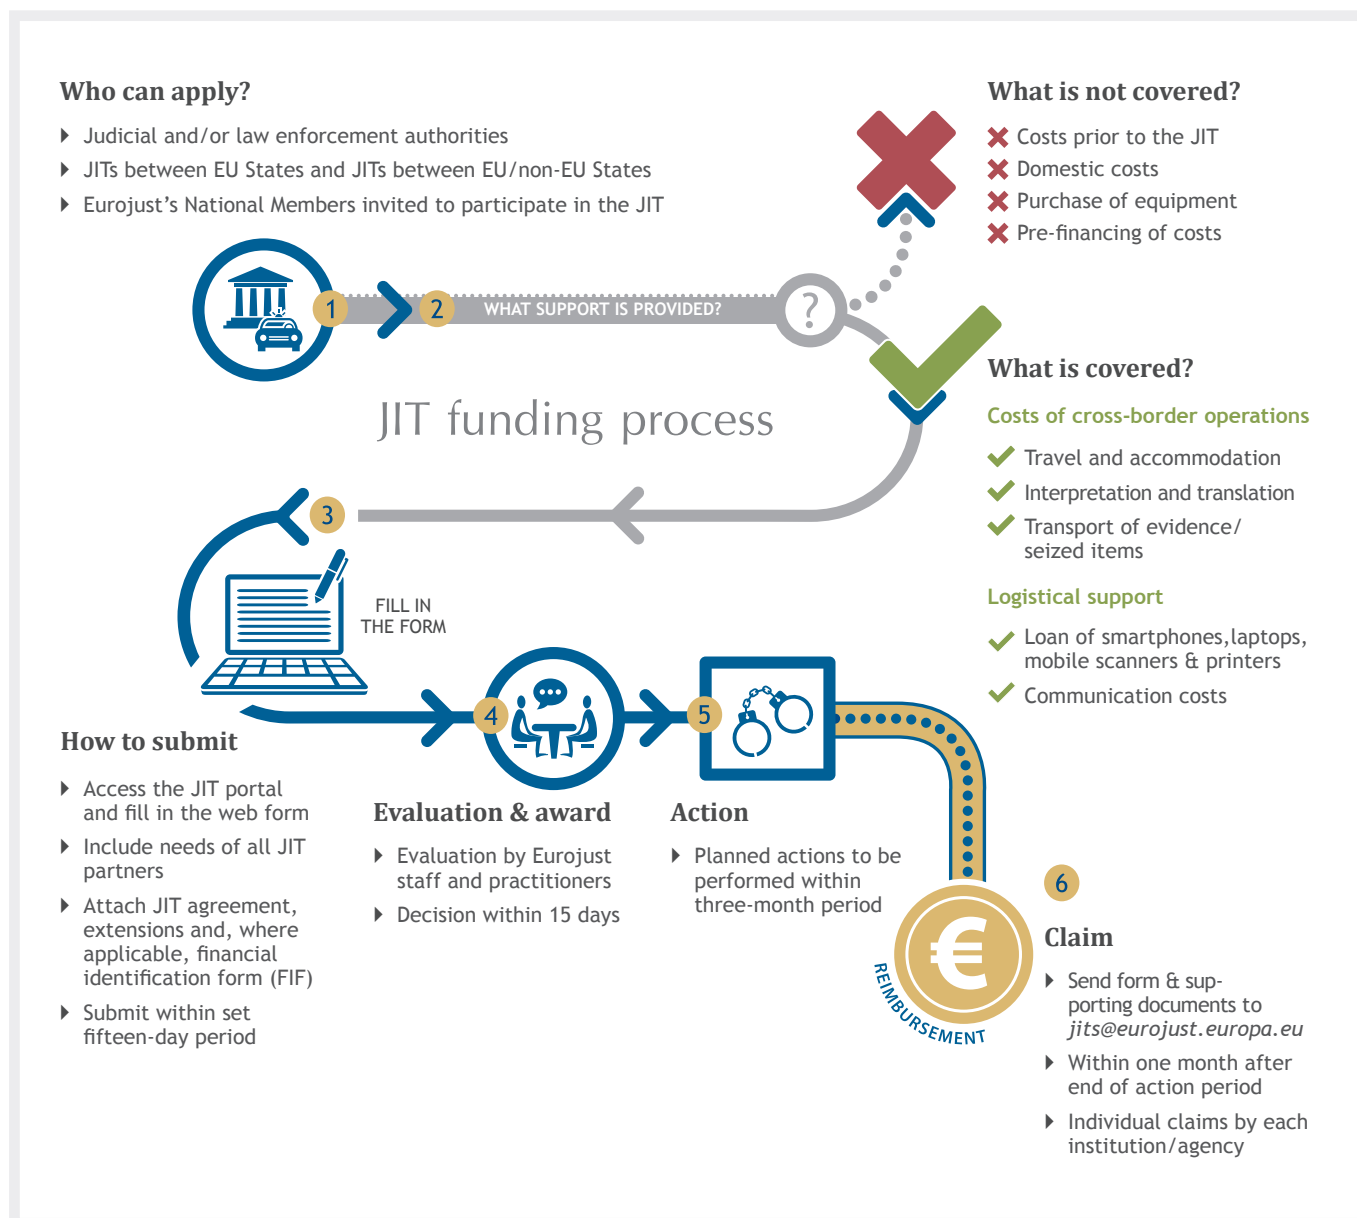 Who can apply?
Judicial and/or law enforcement authorities
JITs between EU States and JITs between EU/non-EU States
Eurojust's National Members invited to participate in the JIT
What is not covered?
Costs prior to the JIT
Domestic costs
Purchase of equipment
Pre-financing of costs
1
2
WHAT SUPPORT IS PROVIDED?
?
JIT funding process
What is covered?
Costs of cross-border operations
Travel and accommodation
Interpretation and translation
Transport of evidence/
seized items
Logistical support
Loan of smartphones,laptops,
mobile scanners & printers
Communication costs
3
FILL IN
THE FORM
How to submit
Access the JIT portal
and fill in the web form
Include needs of all JIT
partners
Attach JIT agreement,
extensions and, where
applicable, financial
identification form (FIF)
Submit within set
fifteen-day period
4
Evaluation & award
Evaluation by Eurojust
staff and practitioners
Decision within 15 days
5
Action
Planned actions to be
performed within
three-month period
€
REIMBURSEMENT
6
Claim
Send form & sup-
porting documents to
jits@eurojust.europa.eu
Within one month after
end of action period
Individual claims by each
institution/agency